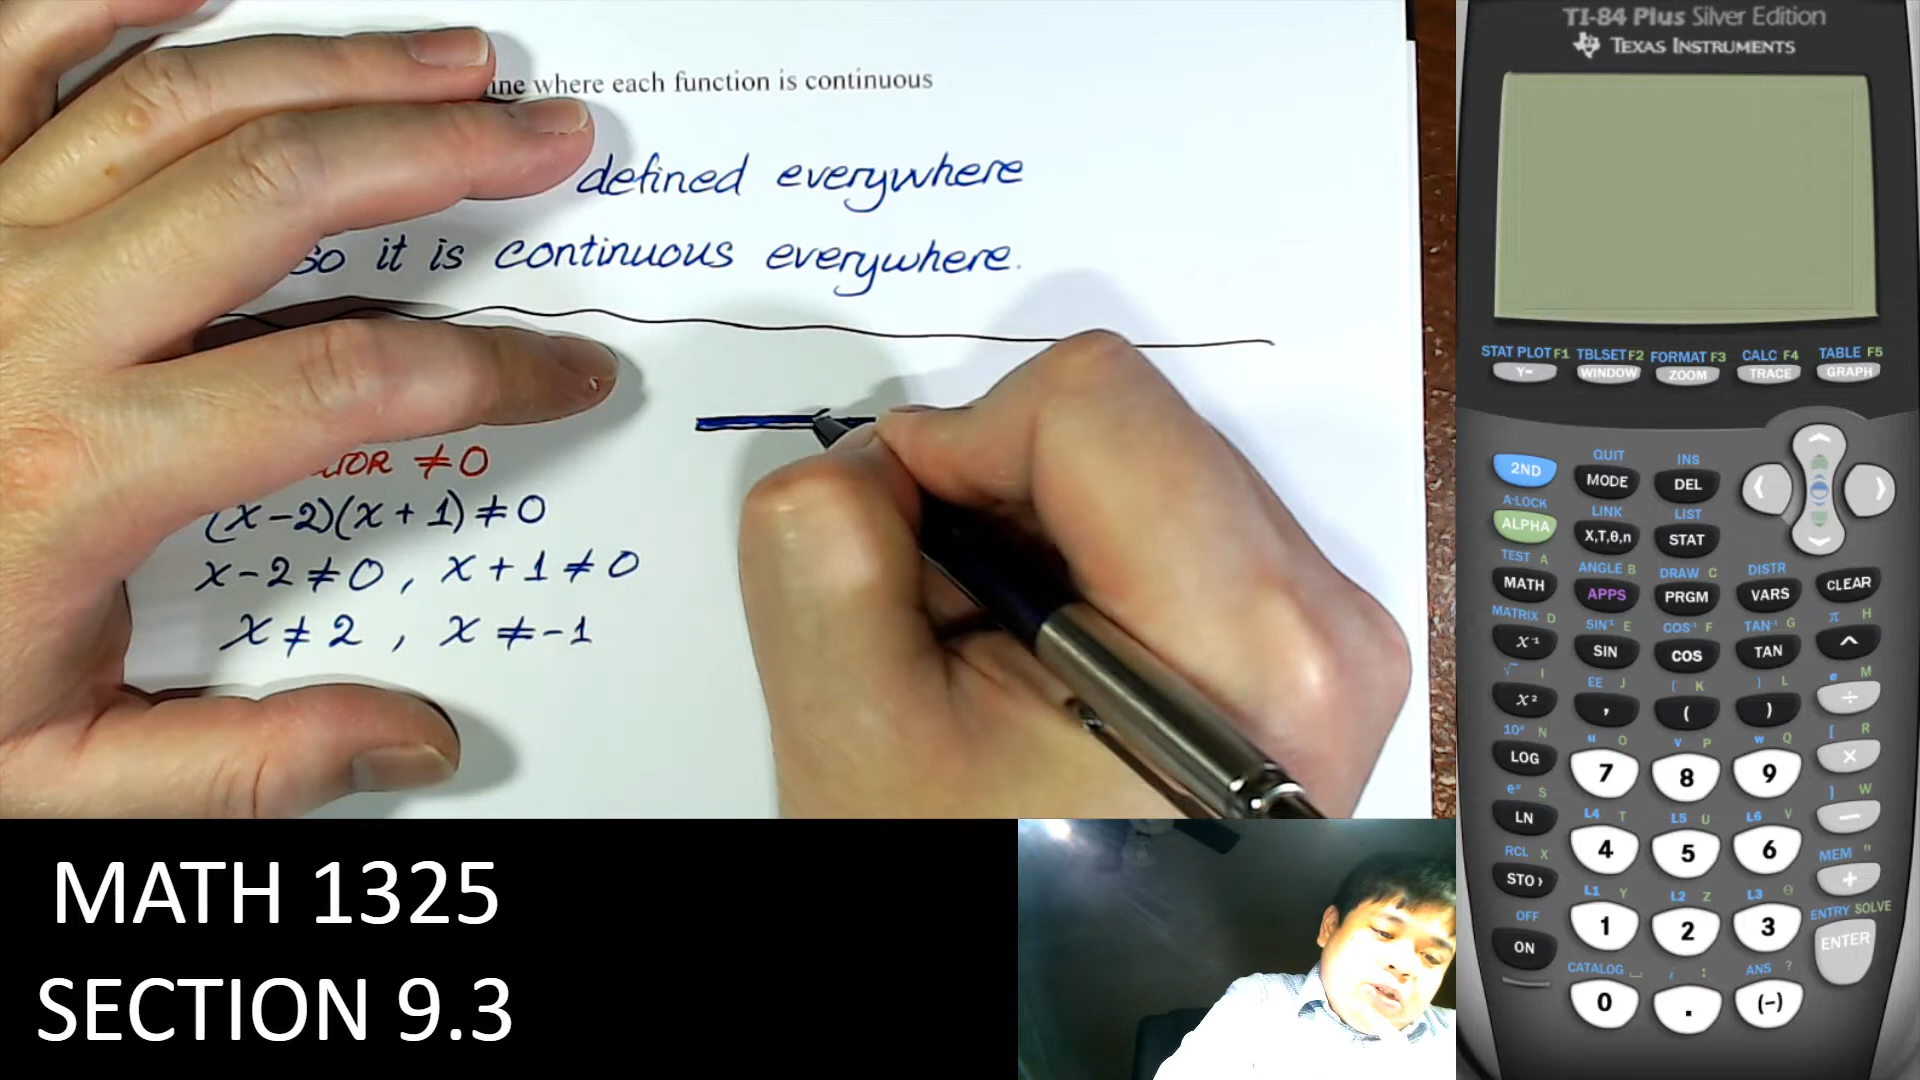 where each function is continuous
defined everywhere
so it is continuous everywhere.
≠0
(x-2)(x+1)≠0
x-2≠0, x+1≠0
x≠2, x≠-1
MATH 1325
SECTION 9.3
TI-84 Plus Silver Edition
TEXAS INSTRUMENTS
STAT PLOT F1 TBLSET F2 FORMAT F3 CALC F4 TABLE F5
Y= WINDOW ZOOM TRACE GRAPH
QUIT INS
2ND MODE DEL
A-LOCK LINK LIST
ALPHA X,T,θ,n STAT
TEST A ANGLE B DRAW C DISTR
MATH APPS PRGM VARS CLEAR
MATRIX D SIN⁻¹ E COS⁻¹ F TAN⁻¹ G π H
x⁻¹ SIN COS TAN ^
√ I EE J { K } L e M
x² , ( ) ÷
10ˣ N u O v P w Q [ R
LOG 7 8 9 ×
eˣ S L4 T L5 U L6 V ] W
LN 4 5 6 −
RCL X L1 Y L2 Z L3 θ MEM "
STO› 1 2 3 +
OFF CATALOG ⎵ i : ANS ? ENTRY SOLVE
ON 0 . (-) ENTER